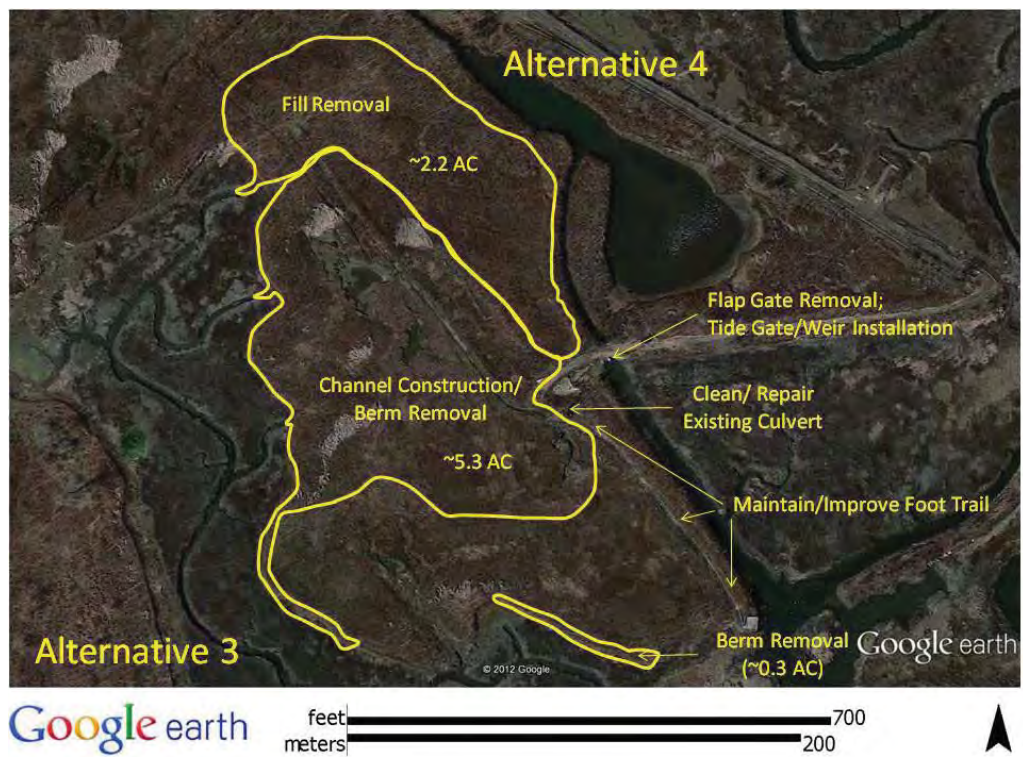 Alternative 4
Fill Removal
~2.2 AC
Flap Gate Removal;
Tide Gate/Weir Installation
Channel Construction/
Berm Removal
Clean/ Repair
Existing Culvert
~5.3 AC
Maintain/Improve Foot Trail
Alternative 3
Berm Removal
(~0.3 AC)
Google earth
© 2012 Google
Google earth
feet 700
meters 200